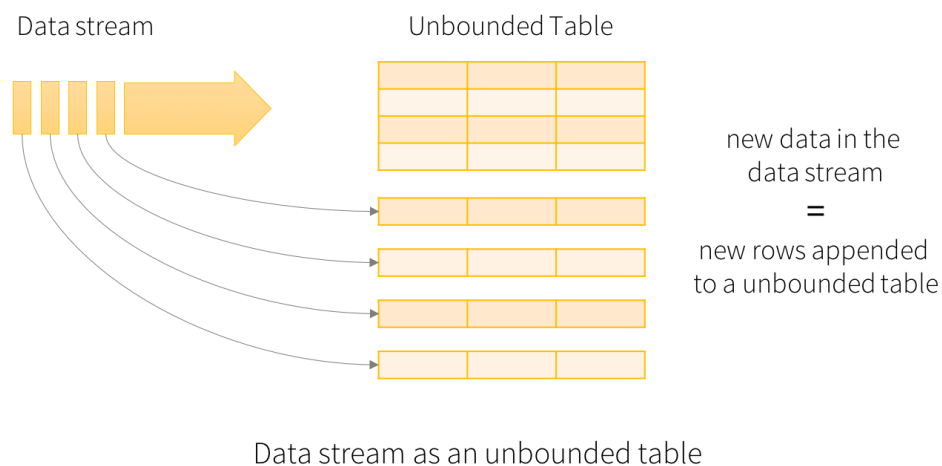 Data stream
Unbounded Table
new data in the
data stream
=
new rows appended
to a unbounded table
Data stream as an unbounded table